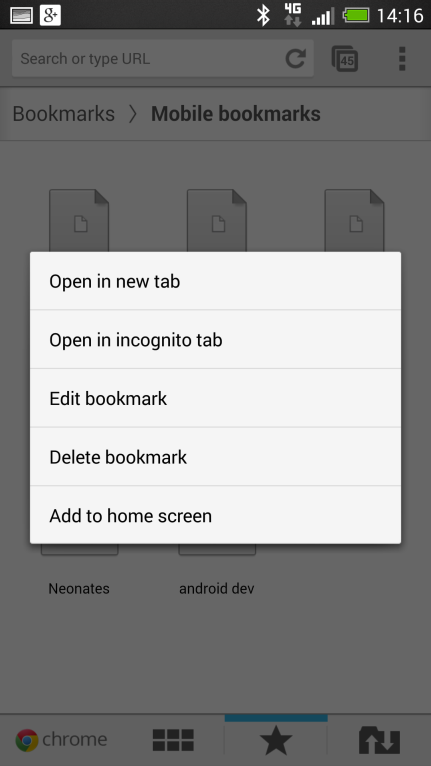 4G 14:16
Search or type URL 45
Bookmarks > Mobile bookmarks
Open in new tab
Open in incognito tab
Edit bookmark
Delete bookmark
Add to home screen
Neonates android dev
chrome